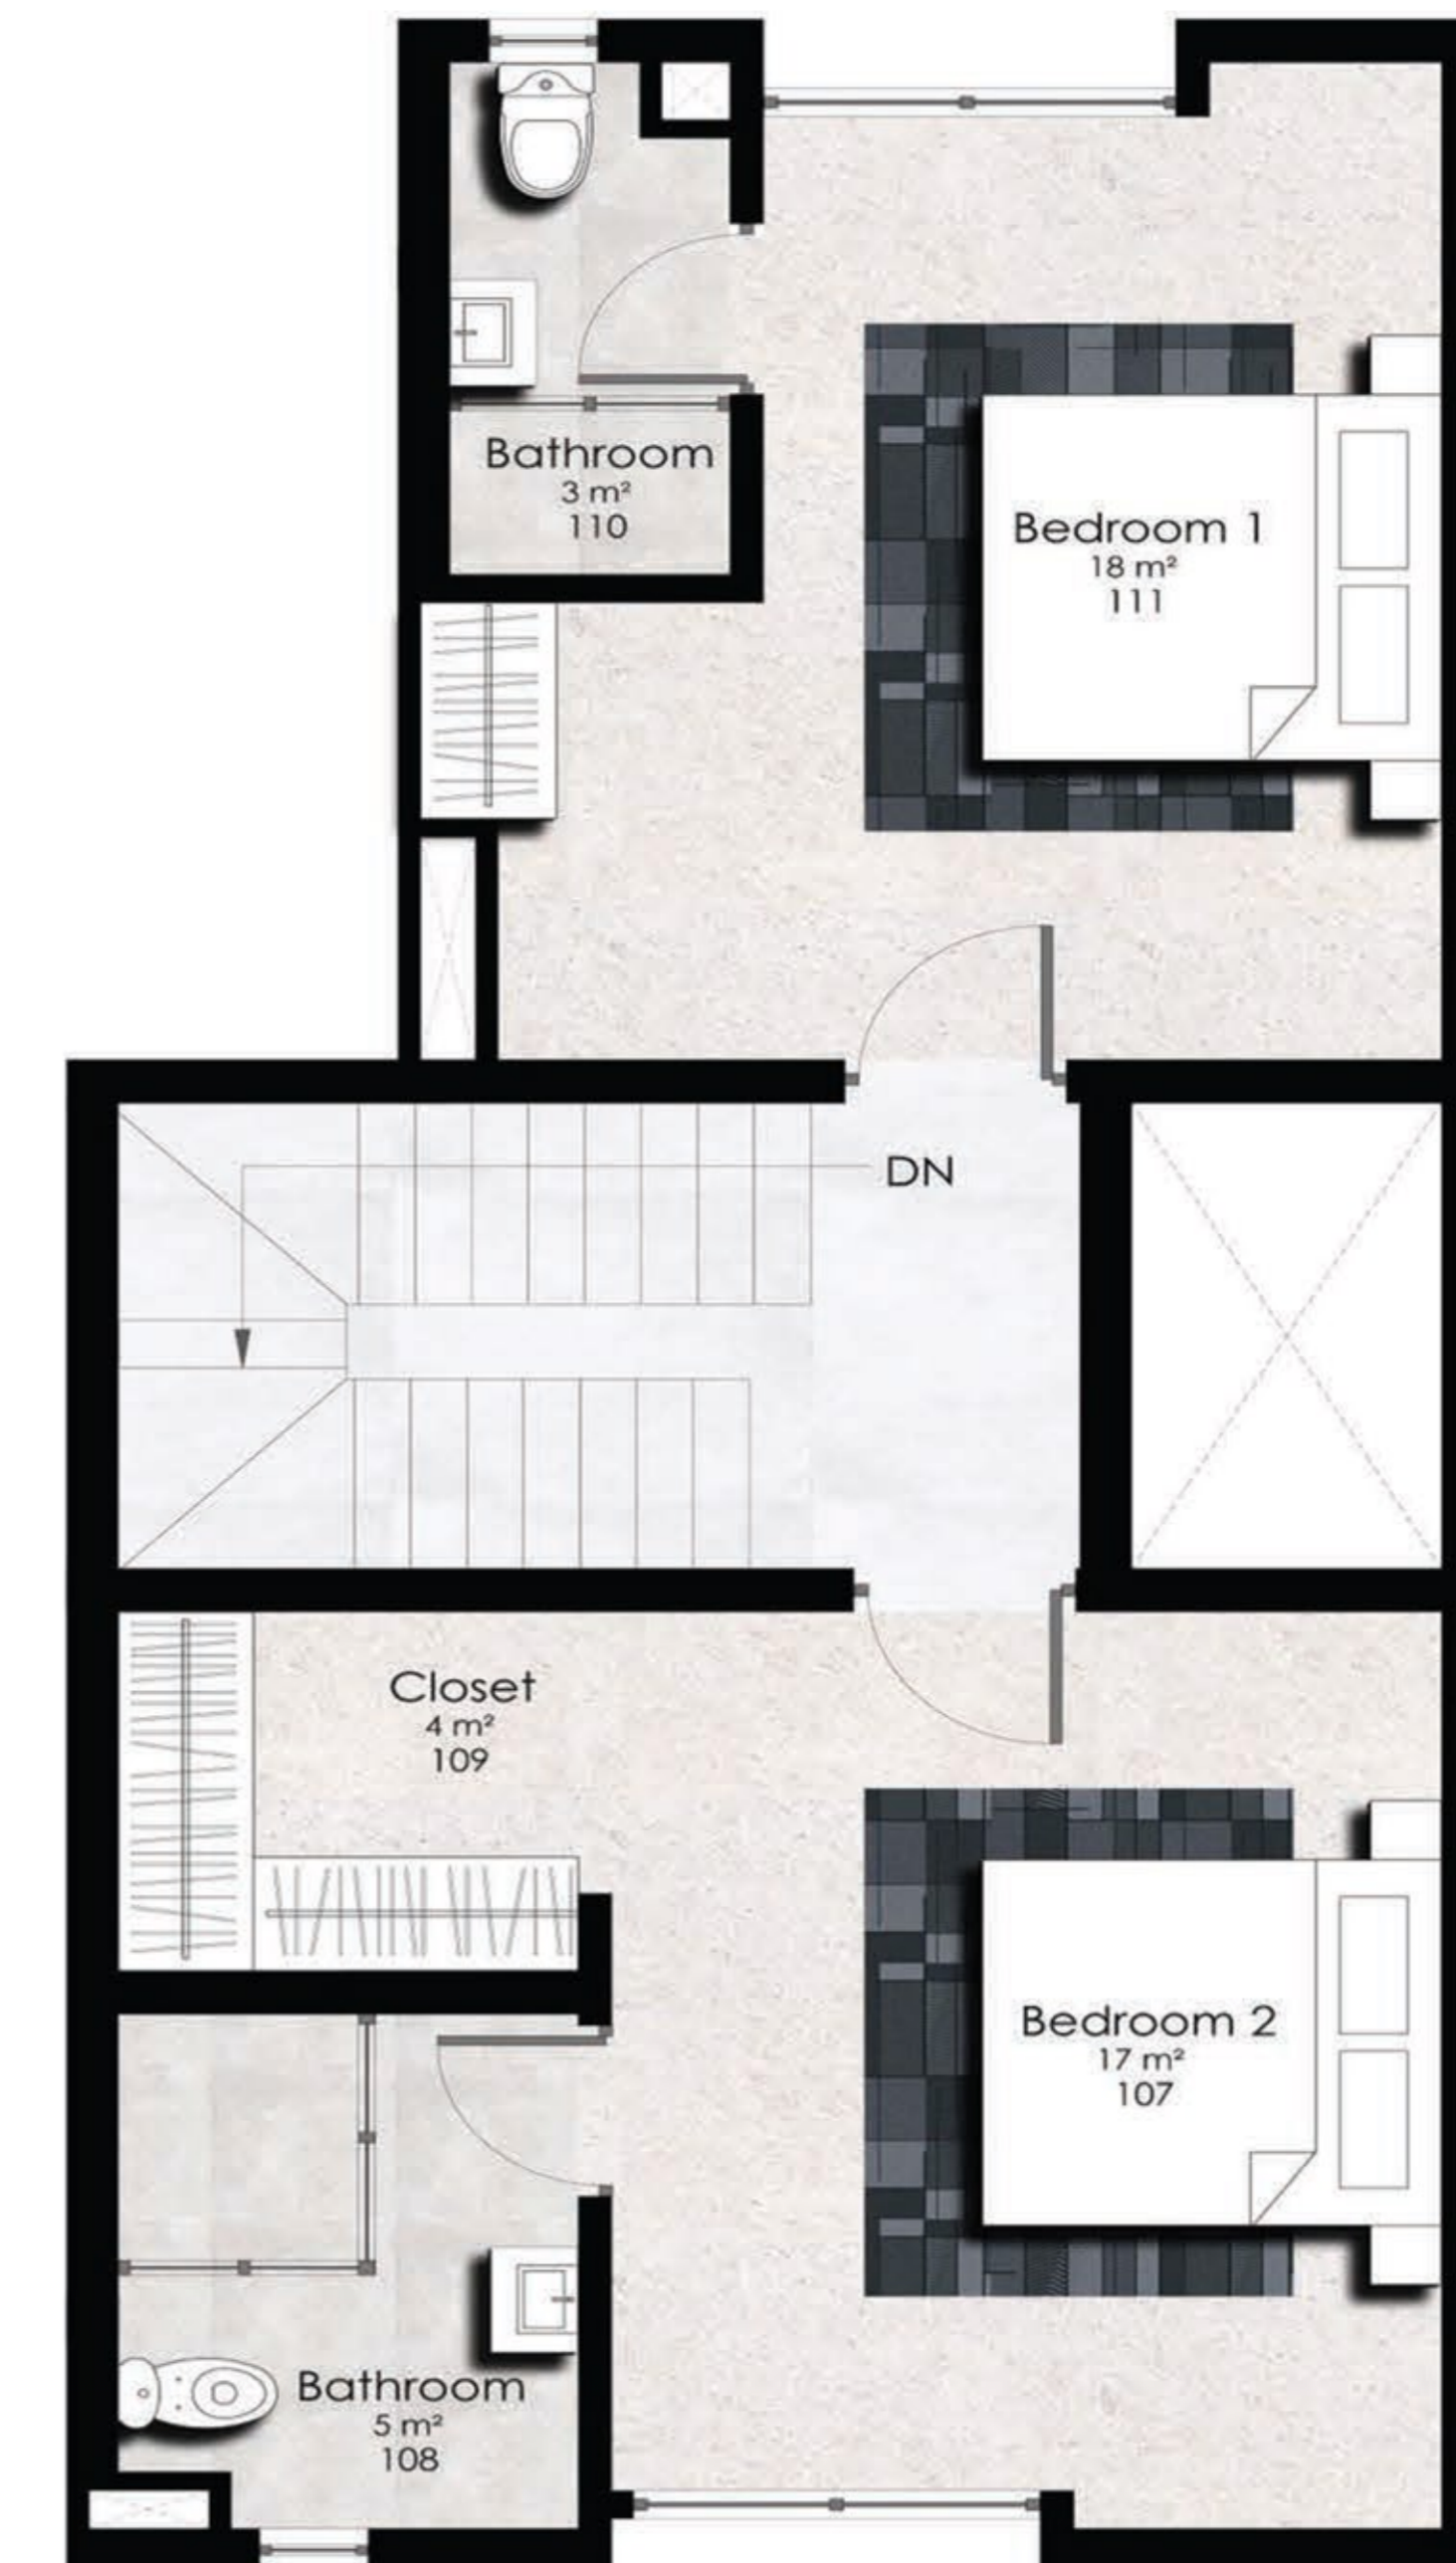 Bathroom
3 m²
110
Bedroom 1
18 m²
111
DN
Closet
4 m²
109
Bedroom 2
17 m²
107
Bathroom
5 m²
108